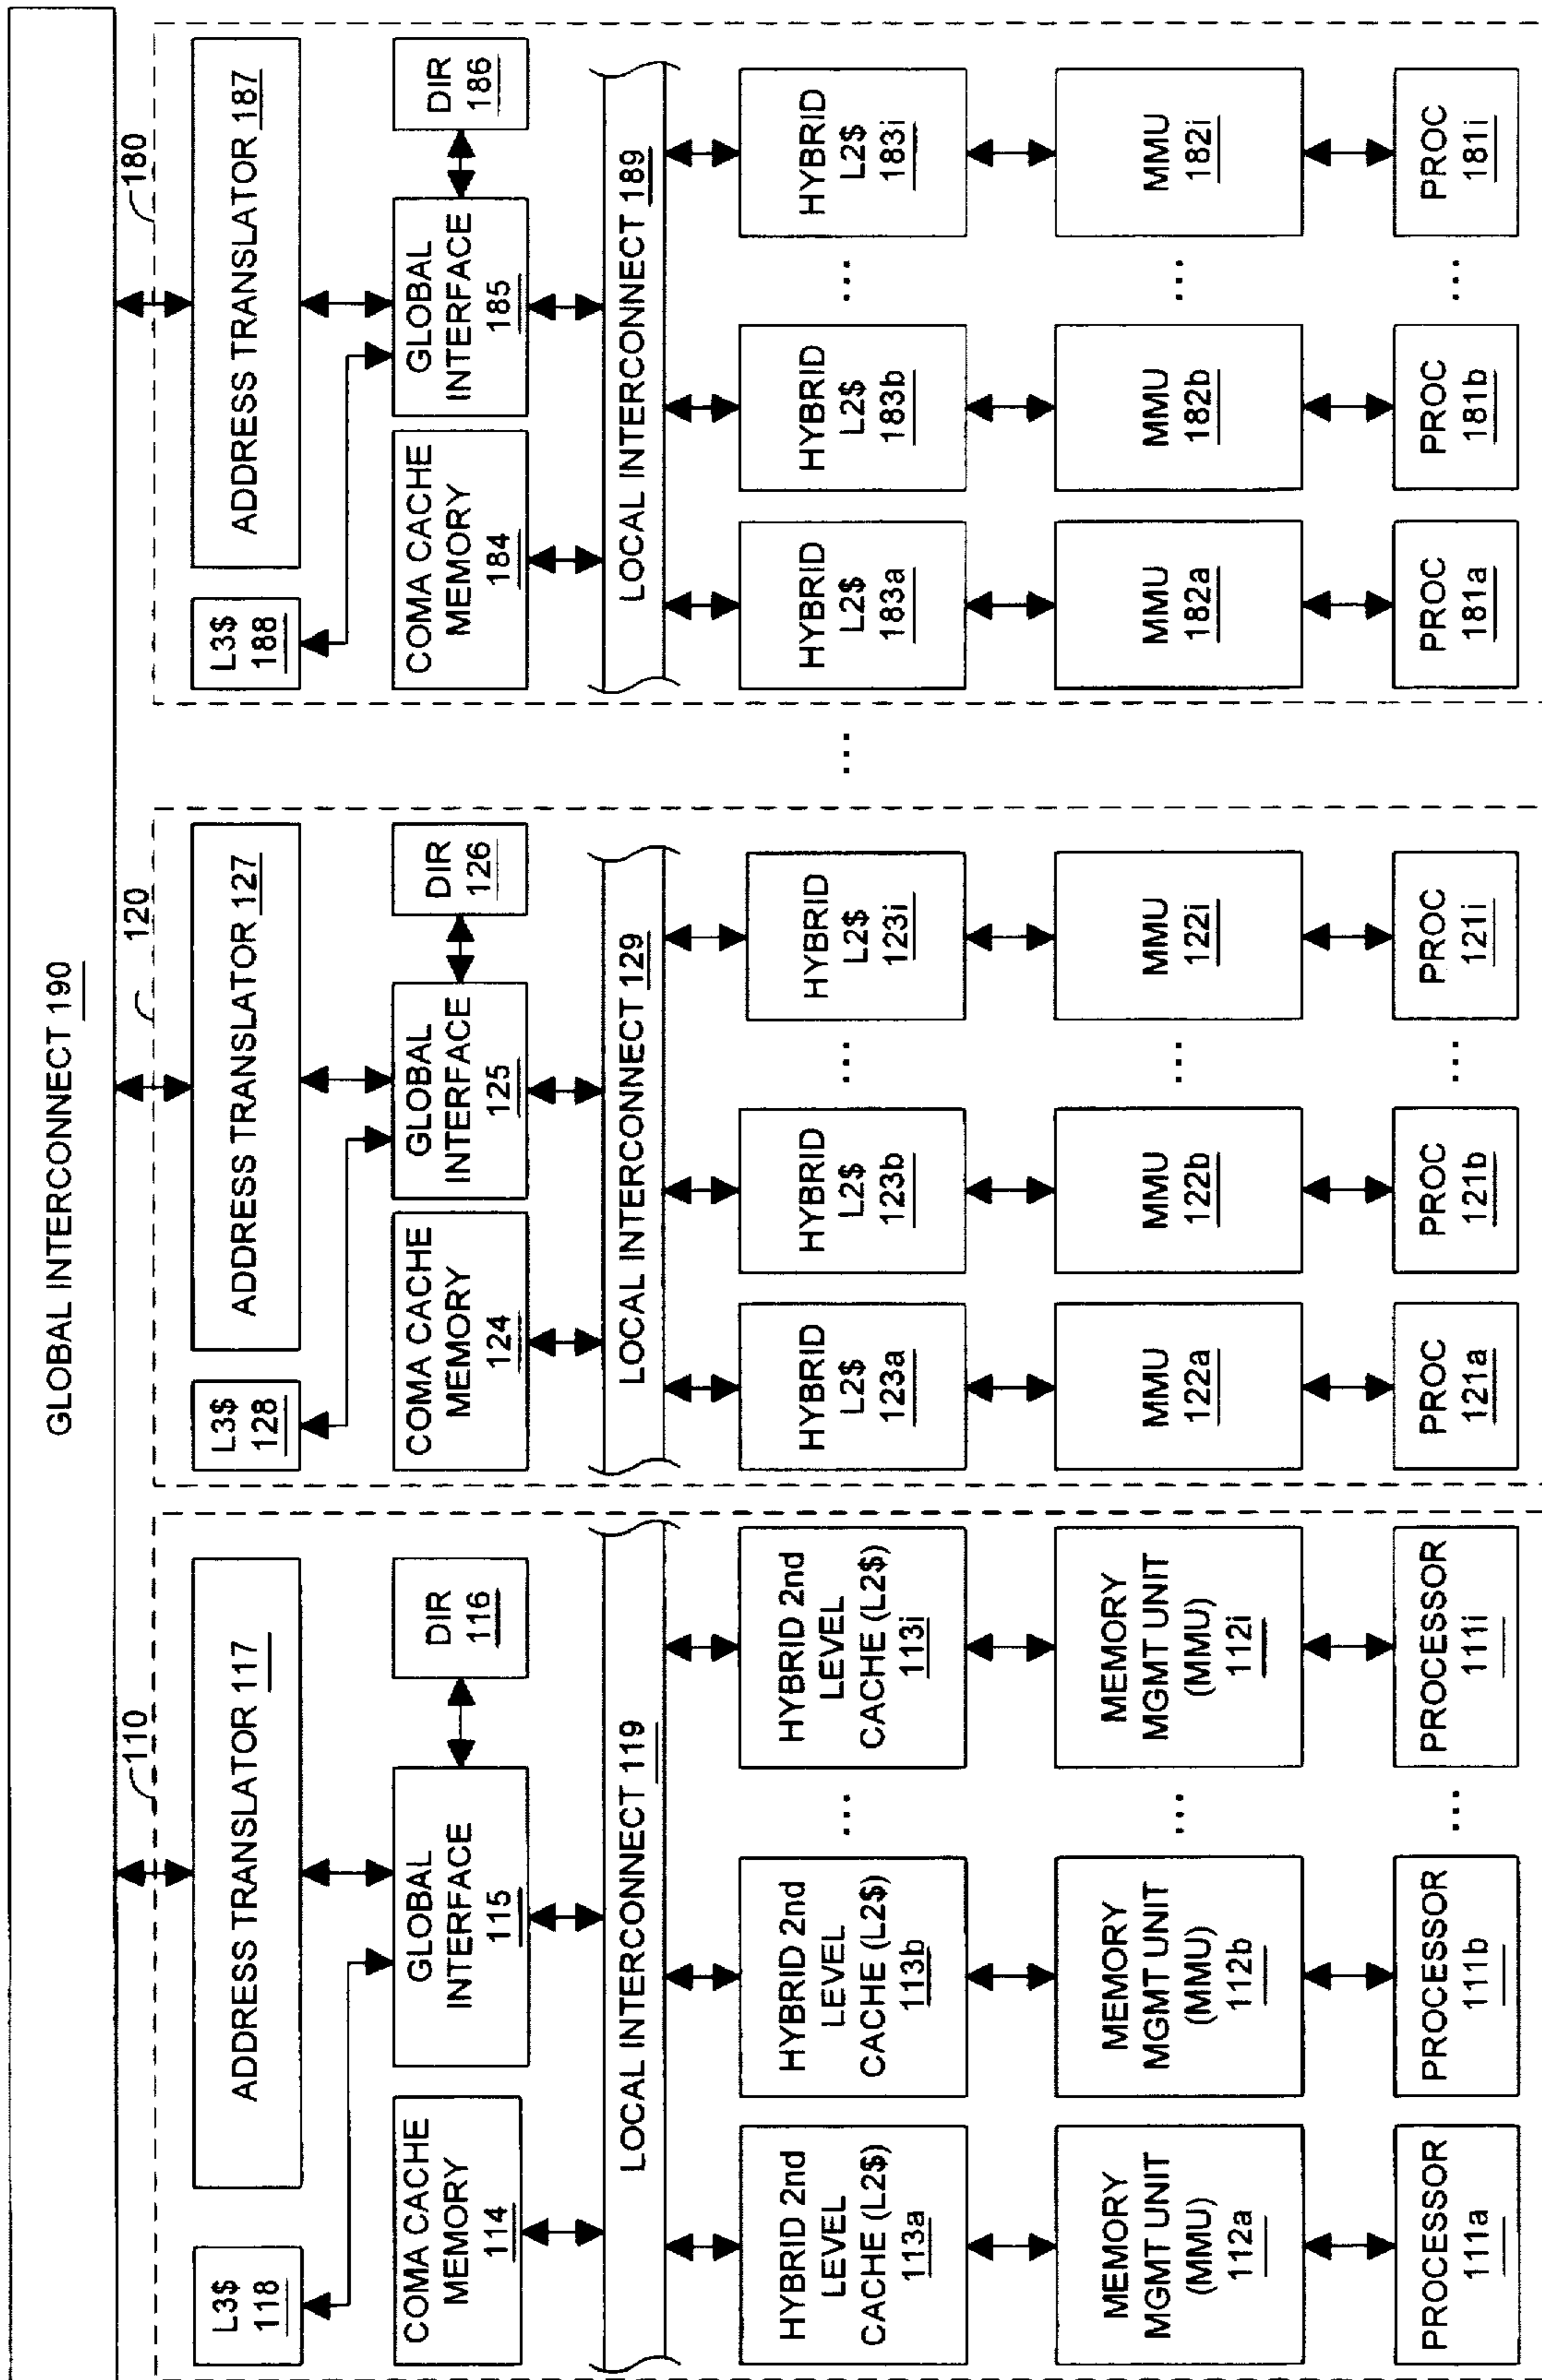 GLOBAL INTERCONNECT 190
110
L3$
118
ADDRESS TRANSLATOR 117
COMA CACHE
MEMORY
114
GLOBAL
INTERFACE
115
DIR
116
LOCAL INTERCONNECT 119
HYBRID 2nd
LEVEL
CACHE (L2$)
113a
HYBRID 2nd
LEVEL
CACHE (L2$)
113b
...
HYBRID 2nd
LEVEL
CACHE (L2$)
113i
MEMORY
MGMT UNIT
(MMU)
112a
MEMORY
MGMT UNIT
(MMU)
112b
...
MEMORY
MGMT UNIT
(MMU)
112i
PROCESSOR
111a
PROCESSOR
111b
...
PROCESSOR
111i
120
L3$
128
ADDRESS TRANSLATOR 127
COMA CACHE
MEMORY
124
GLOBAL
INTERFACE
125
DIR
126
LOCAL INTERCONNECT 129
HYBRID
L2$
123a
HYBRID
L2$
123b
...
HYBRID
L2$
123i
MMU
122a
MMU
122b
...
MMU
122i
PROC
121a
PROC
121b
...
PROC
121i
...
180
L3$
188
ADDRESS TRANSLATOR 187
COMA CACHE
MEMORY
184
GLOBAL
INTERFACE
185
DIR
186
LOCAL INTERCONNECT 189
HYBRID
L2$
183a
HYBRID
L2$
183b
...
HYBRID
L2$
183i
MMU
182a
MMU
182b
...
MMU
182i
PROC
181a
PROC
181b
...
PROC
181i